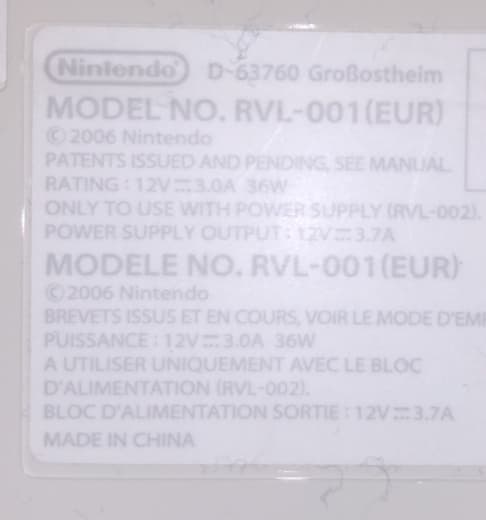 Nintendo® D-63760 Großostheim
MODEL NO. RVL-001(EUR)
©2006 Nintendo
PATENTS ISSUED AND PENDING, SEE MANUAL.
RATING : 12V⎓3.0A 36W
ONLY TO USE WITH POWER SUPPLY (RVL-002).
POWER SUPPLY OUTPUT : 12V⎓3.7A
MODELE NO. RVL-001(EUR)
©2006 Nintendo
BREVETS ISSUS ET EN COURS, VOIR LE MODE D'EM
PUISSANCE : 12V⎓3.0A 36W
A UTILISER UNIQUEMENT AVEC LE BLOC
D'ALIMENTATION (RVL-002).
BLOC D'ALIMENTATION SORTIE : 12V⎓3.7A
MADE IN CHINA